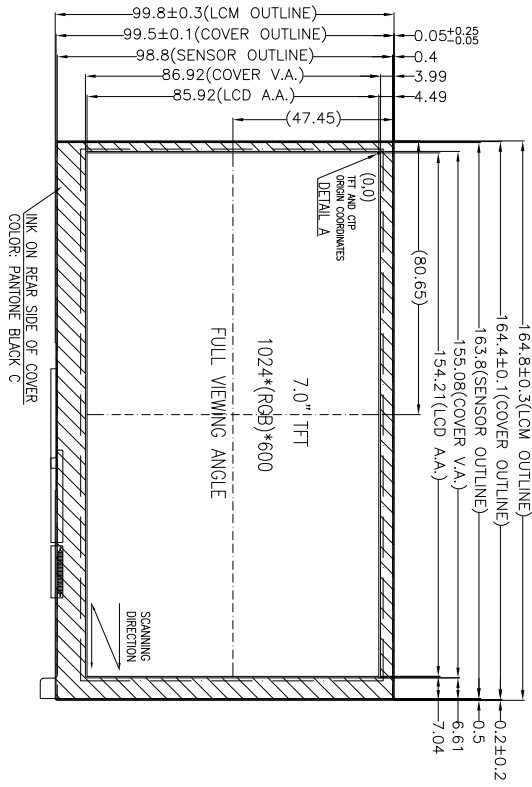 99.8±0.3(LCM OUTLINE)
99.5±0.1(COVER OUTLINE)
98.8(SENSOR OUTLINE)
86.92(COVER V.A.)
85.92(LCD A.A.)
(47.45)
0.05+0.25-0.05
0.4
3.99
4.49
164.8±0.3(LCM OUTLINE)
164.4±0.1(COVER OUTLINE)
163.8(SENSOR OUTLINE)
155.08(COVER V.A.)
154.21(LCD A.A.)
(80.65)
0.2±0.2
0.5
6.61
7.04
(0,0)
TFT AND CTP
ORIGIN COORDINATES
DETAIL A
7.0" TFT
1024*(RGB)*600
FULL VIEWING ANGLE
SCANNING
DIRECTION
INK ON REAR SIDE OF COVER
COLOR: PANTONE BLACK C